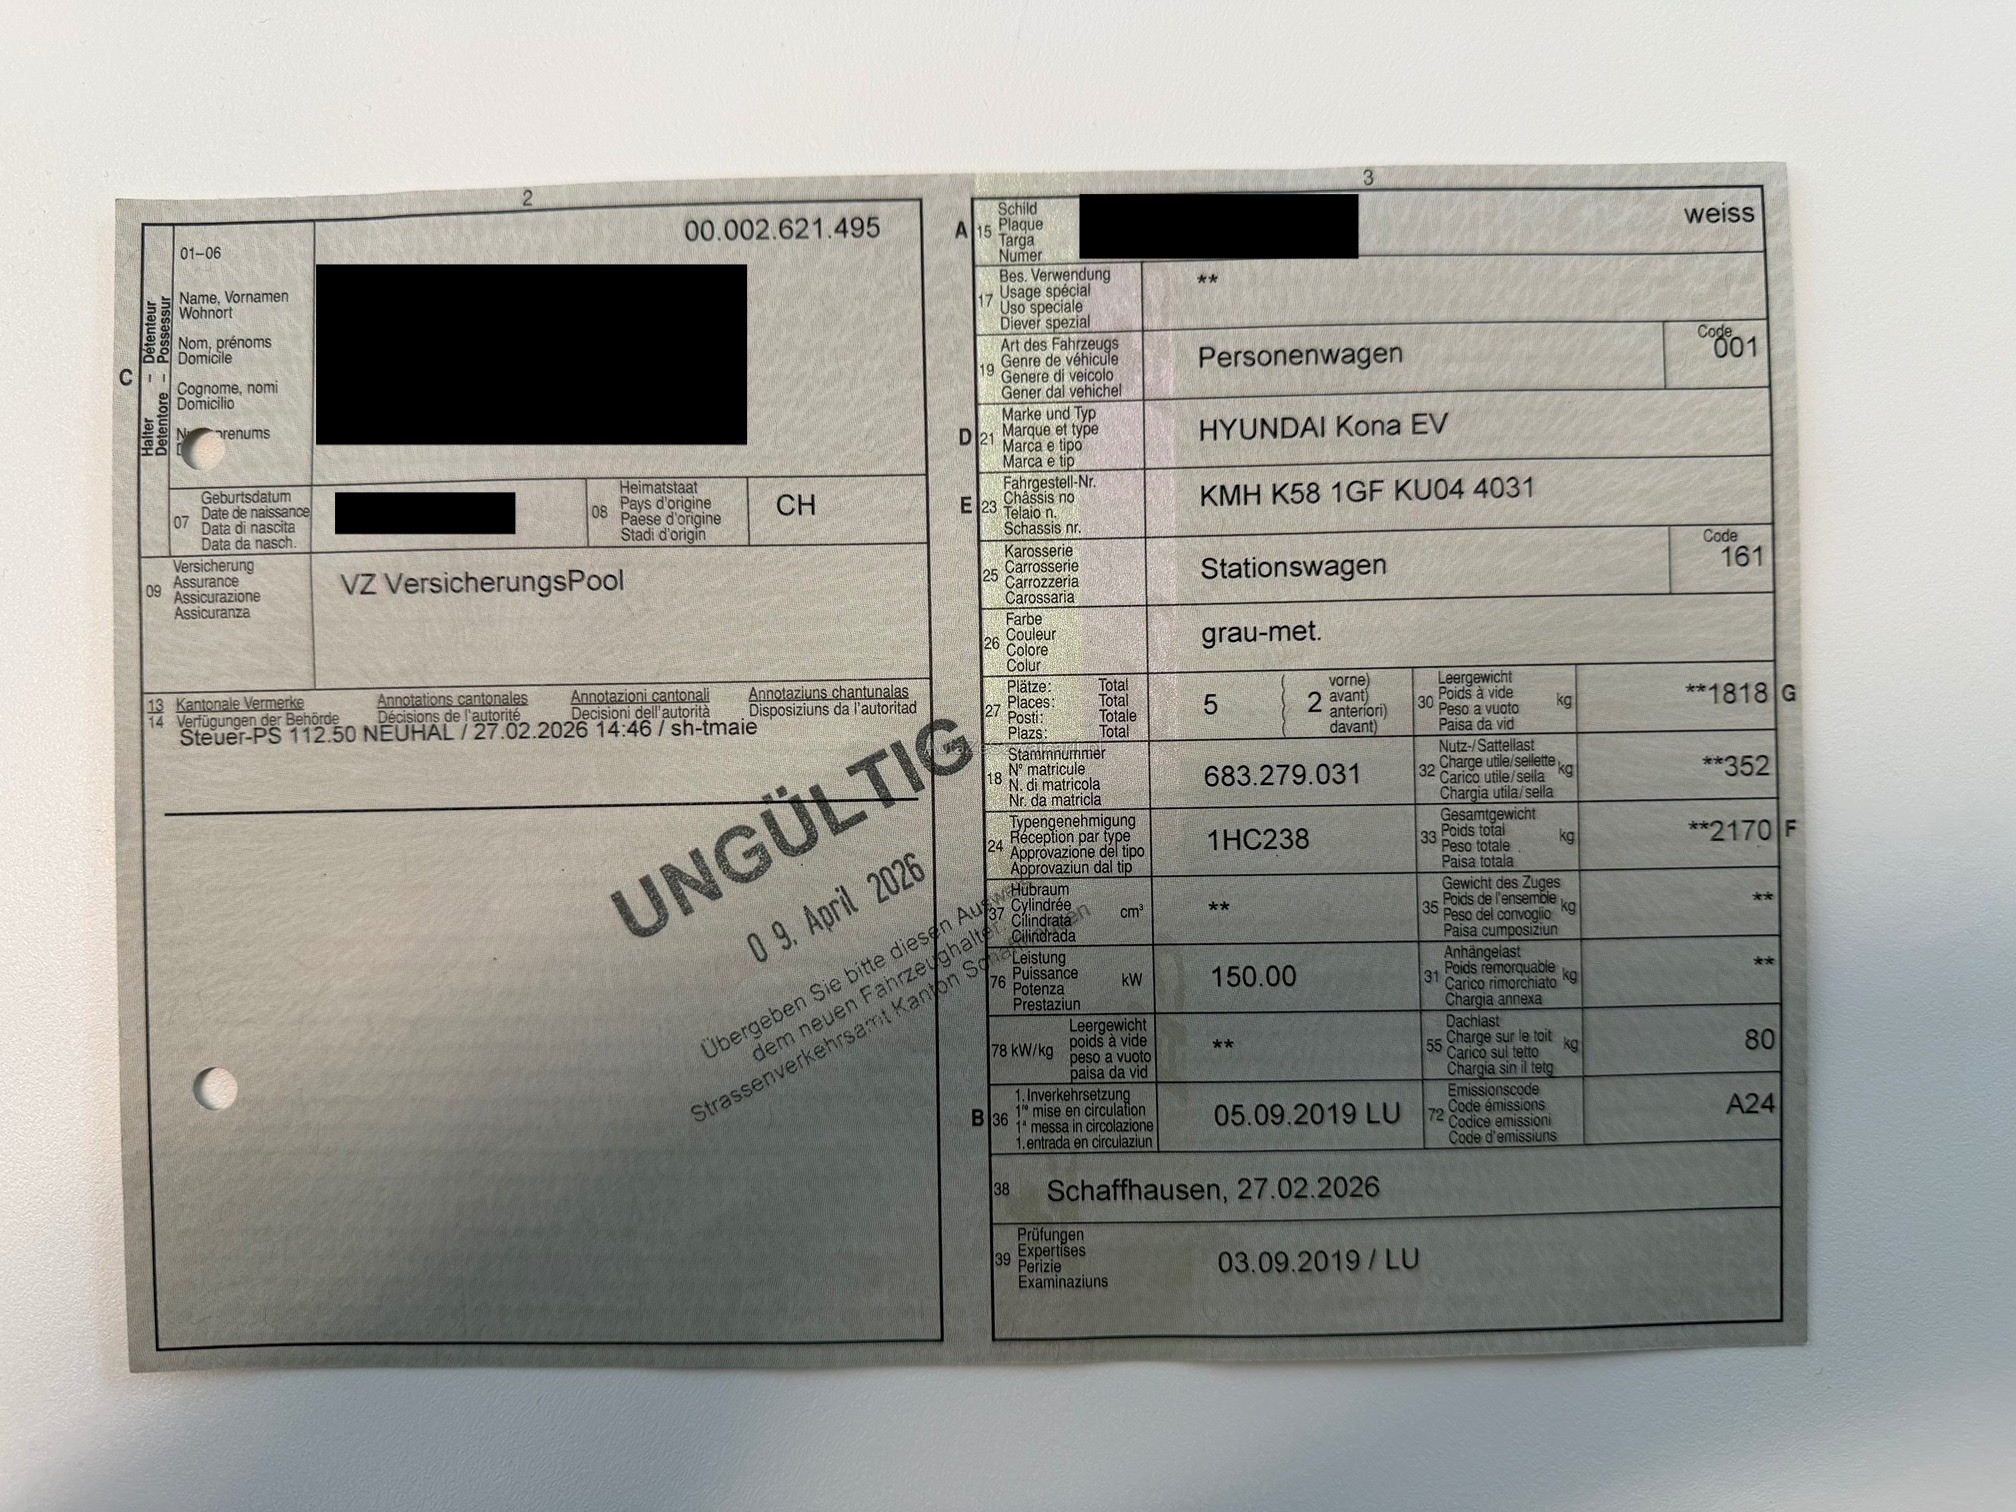 2
00.002.621.495
01–06
C
Halter – Détenteur
Detentore – Possessur
Name, Vornamen
Wohnort
Nom, prénoms
Domicile
Cognome, nomi
Domicilio
prenums
07
Geburtsdatum
Date de naissance
Data di nascita
Data da nasch.
08
Heimatstaat
Pays d'origine
Paese d'origine
Stadi d'origin
CH
09
Versicherung
Assurance
Assicurazione
Assicuranza
VZ VersicherungsPool
13 Kantonale Vermerke Annotations cantonales Annotazioni cantonali Annotaziuns chantunalas
14 Verfügungen der Behörde Décisions de l'autorité Decisioni dell'autorità Disposiziuns da l'autoritad
Steuer-PS 112.50 NEUHAL / 27.02.2026 14:46 / sh-tmaie
UNGÜLTIG
09. April 2026
Übergeben Sie bitte diesen
dem neuen Fahrzeughalter
Strassenverkehrsamt Kanton
3
A 15
Schild
Plaque
Targa
Numer
weiss
17
Bes. Verwendung
Usage spécial
Uso speciale
Diever spezial
**
19
Art des Fahrzeugs
Genre de véhicule
Genere di veicolo
Gener dal vehichel
Personenwagen
Code
001
D 21
Marke und Typ
Marque et type
Marca e tipo
Marca e tip
HYUNDAI Kona EV
E 23
Fahrgestell-Nr.
Châssis no
Telaio n.
Schassis nr.
KMH K58 1GF KU04 4031
25
Karosserie
Carrosserie
Carrozzeria
Carossaria
Stationswagen
Code
161
26
Farbe
Couleur
Colore
Colur
grau-met.
27
Plätze: Total
Places: Total
Posti: Totale
Plazs: Total
5
2
vorne)
avant)
anteriori)
davant)
30
Leergewicht
Poids à vide
Peso a vuoto
Paisa da vid
kg
**1818 G
18
Stammnummer
N° matricule
N. di matricola
Nr. da matricla
683.279.031
32
Nutz-/Sattellast
Charge utile/sellette
Carico utile/sella
Chargia utila/sella
kg
**352
24
Typengenehmigung
Réception par type
Approvazione del tipo
Approvaziun dal tip
1HC238
33
Gesamtgewicht
Poids total
Peso totale
Paisa totala
kg
**2170 F
37
Hubraum
Cylindrée
Cilindrata
Cilindrada
cm³
**
35
Gewicht des Zuges
Poids de l'ensemble
Peso del convoglio
Paisa cumposiziun
kg
**
76
Leistung
Puissance
Potenza
Prestaziun
kW
150.00
31
Anhängelast
Poids remorquable
Carico rimorchiato
Chargia annexa
kg
**
78 kW/kg
Leergewicht
poids à vide
peso a vuoto
paisa da vid
**
55
Dachlast
Charge sur le toit
Carico sul tetto
Chargia sin il tetg
kg
80
B 36
1. Inverkehrsetzung
1re mise en circulation
1a messa in circolazione
1. entrada en circulaziun
05.09.2019 LU
72
Emissionscode
Code émissions
Codice emissioni
Code d'emissiuns
A24
38
Schaffhausen, 27.02.2026
39
Prüfungen
Expertises
Perizie
Examinaziuns
03.09.2019 / LU